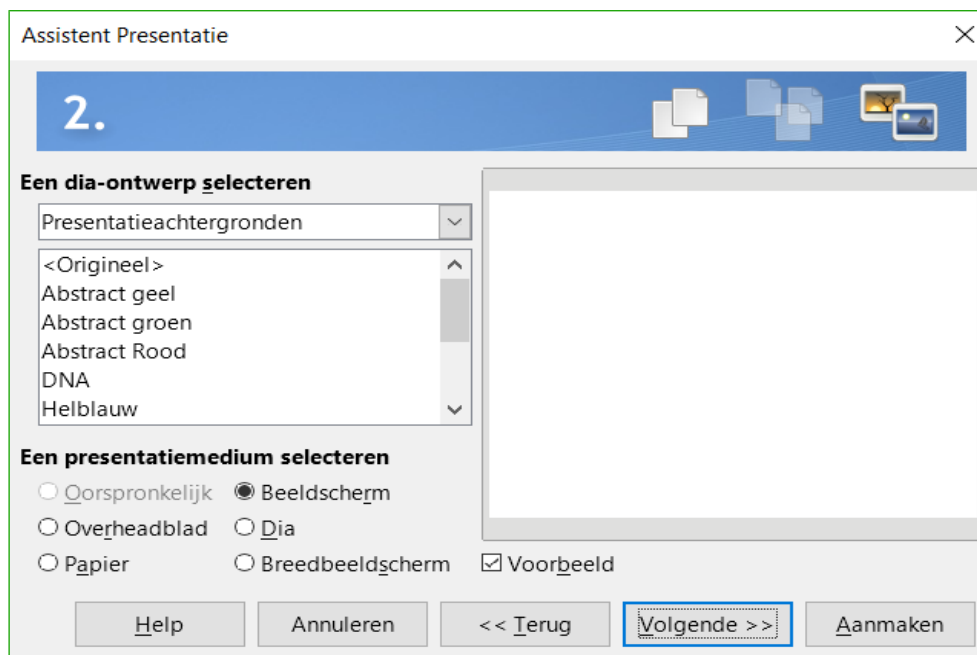 Assistent Presentatie
2.
Een dia-ontwerp selecteren
Presentatieachtergronden
<Origineel>
Abstract geel
Abstract groen
Abstract Rood
DNA
Helblauw
Een presentatiemedium selecteren
Oorspronkelijk Beeldscherm
Overheadblad Dia
Papier Breedbeeldscherm Voorbeeld
Help Annuleren << Terug Volgende >> Aanmaken